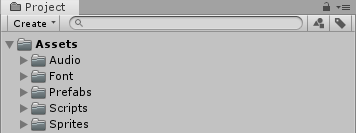 Project
Create
Assets
Audio
Font
Prefabs
Scripts
Sprites